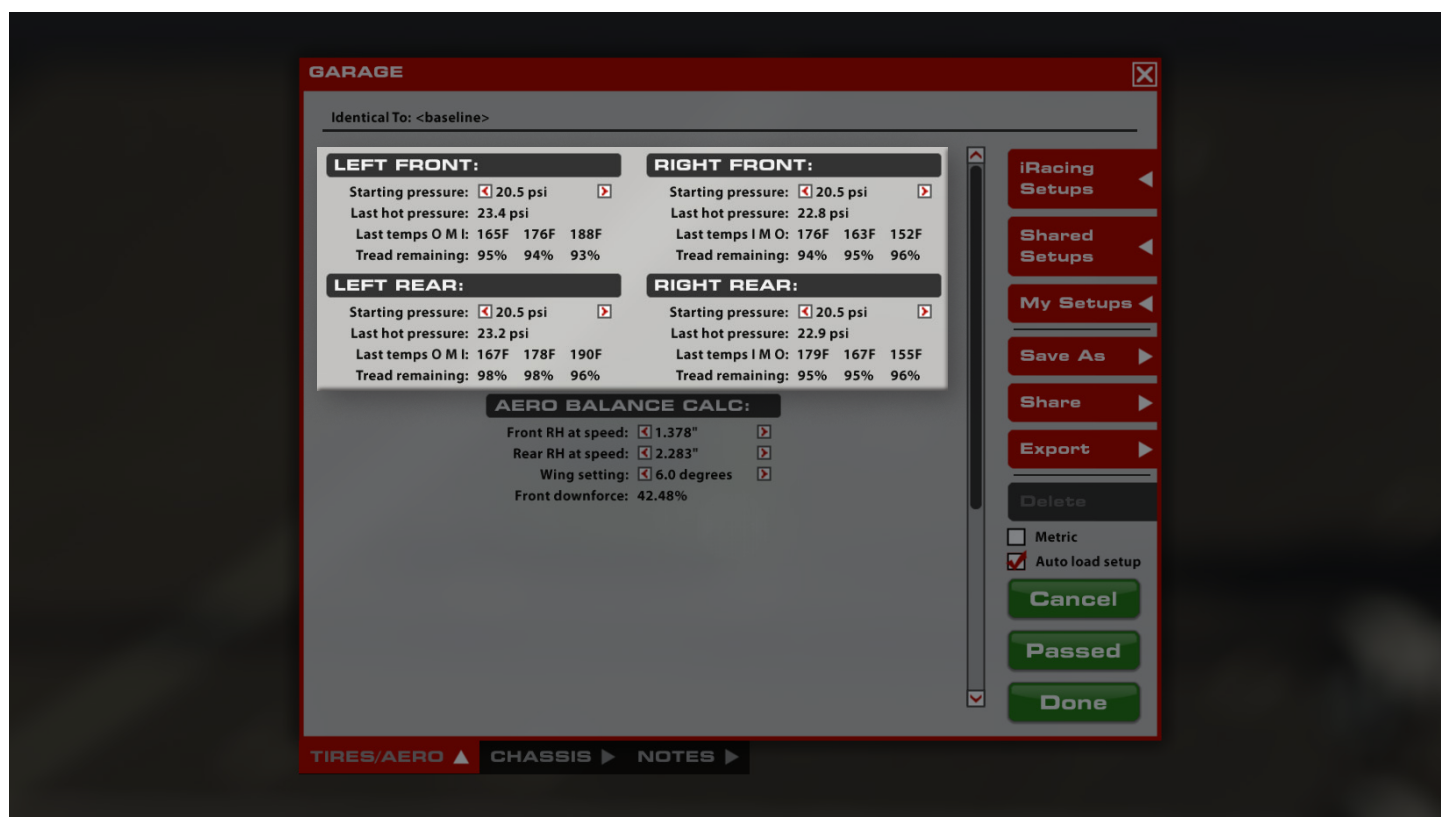 GARAGE
Identical To: <baseline>
LEFT FRONT:
Starting pressure: 20.5 psi
Last hot pressure: 23.4 psi
Last temps O M I: 165F 176F 188F
Tread remaining: 95% 94% 93%
RIGHT FRONT:
Starting pressure: 20.5 psi
Last hot pressure: 22.8 psi
Last temps I M O: 176F 163F 152F
Tread remaining: 94% 95% 96%
LEFT REAR:
Starting pressure: 20.5 psi
Last hot pressure: 23.2 psi
Last temps O M I: 167F 178F 190F
Tread remaining: 98% 98% 96%
RIGHT REAR:
Starting pressure: 20.5 psi
Last hot pressure: 22.9 psi
Last temps I M O: 179F 167F 155F
Tread remaining: 95% 95% 96%
AERO BALANCE CALC:
Front RH at speed: 1.378"
Rear RH at speed: 2.283"
Wing setting: 6.0 degrees
Front downforce: 42.48%
iRacing
Setups
Shared
Setups
My Setups
Save As
Share
Export
Delete
Metric
Auto load setup
Cancel
Passed
Done
TIRES/AERO CHASSIS NOTES